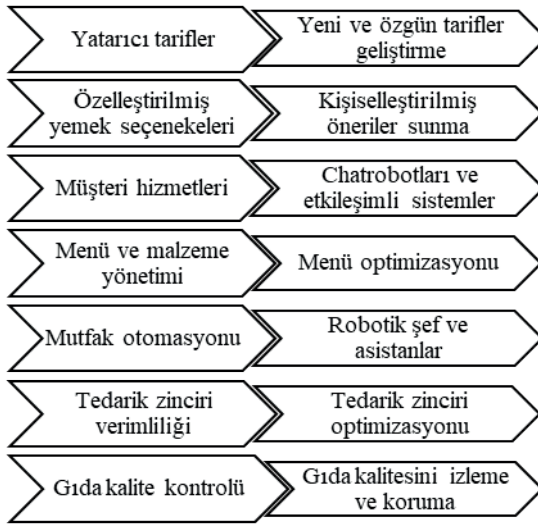 Yatarıcı tarifler
Yeni ve özgün tarifler
geliştirme
Özelleştirilmiş
yemek seçenekeleri
Kişiselleştirilmiş
öneriler sunma
Müşteri hizmetleri
Chatrobotları ve
etkileşimli sistemler
Menü ve malzeme
yönetimi
Menü optimizasyonu
Mutfak otomasyonu
Robotik şef ve
asistanlar
Tedarik zinciri
verimliliği
Tedarik zinciri
optimizasyonu
Gıda kalite kontrolü
Gıda kalitesini izleme
ve koruma